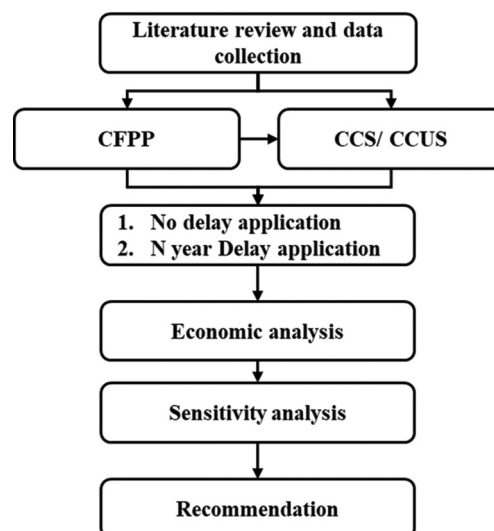 Literature review and data
collection
CFPP
CCS/ CCUS
1. No delay application
2. N year Delay application
Economic analysis
Sensitivity analysis
Recommendation